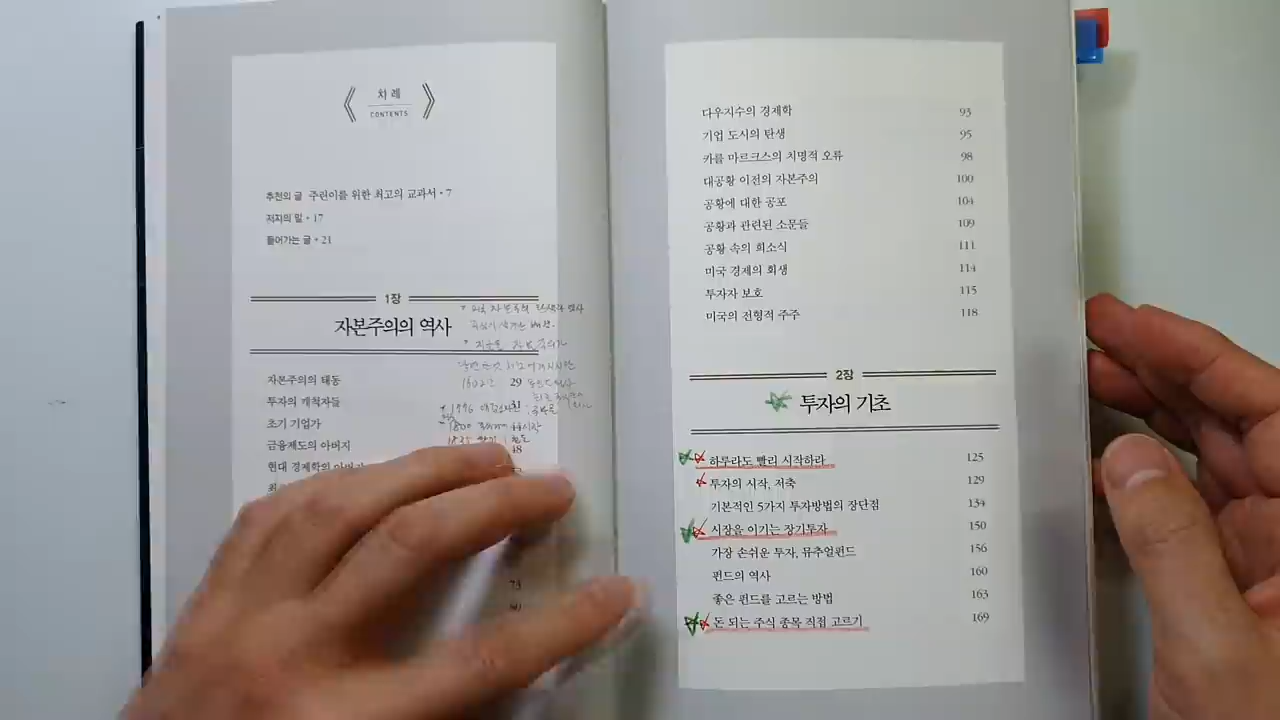 차례
CONTENTS
추천의 글 주린이를 위한 최고의 교과서 • 7
저자의 말 • 17
들어가는 글 • 21
1장
자본주의의 역사
자본주의의 태동 29
투자의 개척자들
초기 기업가
금융제도의 아버지 48
현대 경제학의 아버지
73
다우지수의 경제학 93
기업 도시의 탄생 95
카를 마르크스의 치명적 오류 98
대공황 이전의 자본주의 100
공황에 대한 공포 104
공황과 관련된 소문들 109
공황 속의 희소식 111
미국 경제의 회생 114
투자자 보호 115
미국의 전형적 주주 118
2장
투자의 기초
하루라도 빨리 시작하라 125
투자의 시작, 저축 129
기본적인 5가지 투자방법의 장단점 134
시장을 이기는 장기투자 150
가장 손쉬운 투자, 뮤추얼펀드 156
펀드의 역사 160
좋은 펀드를 고르는 방법 163
돈 되는 주식 종목 직접 고르기 169